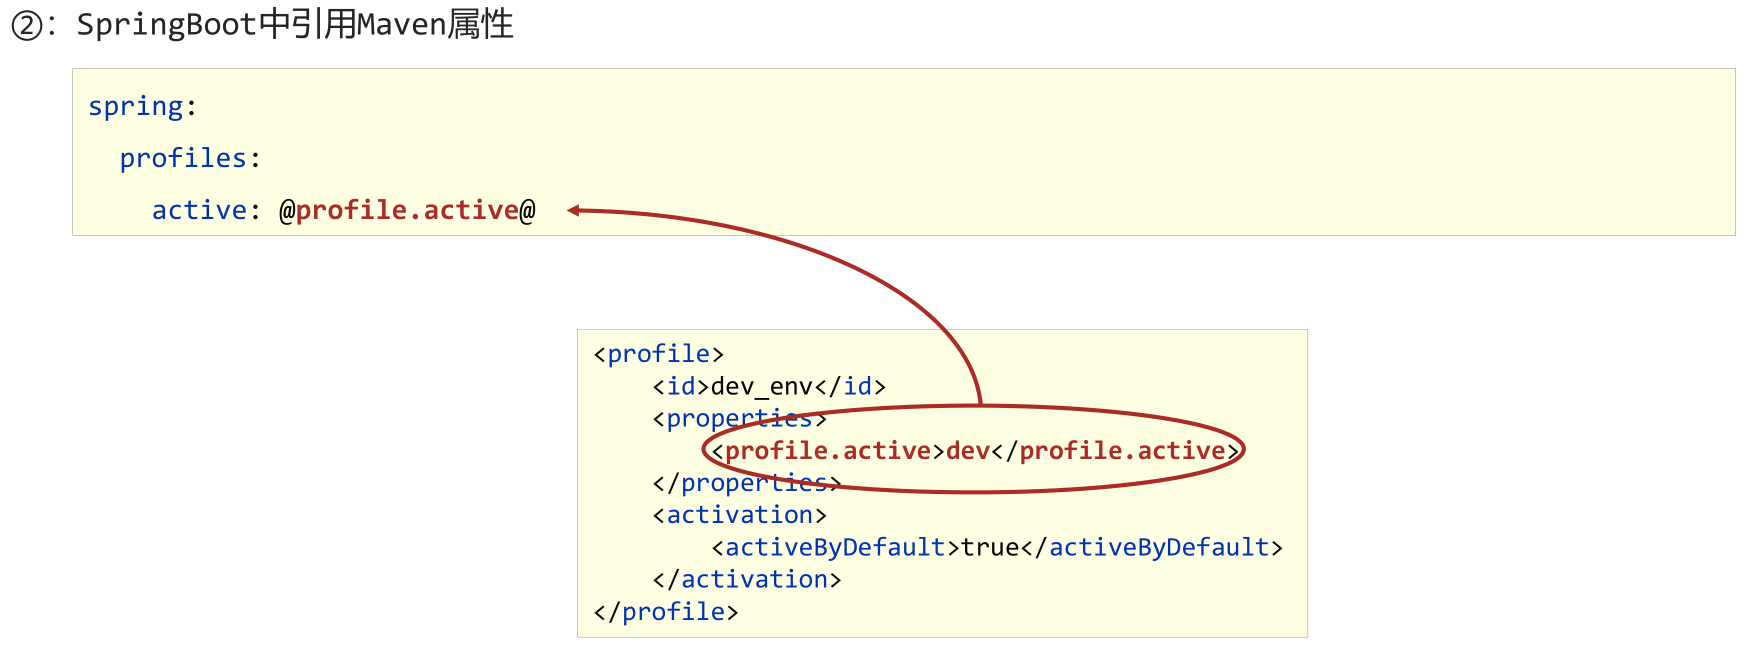 ②：SpringBoot中引用Maven属性
spring:
  profiles:
    active: @profile.active@
<profile>
    <id>dev_env</id>
    <properties>
        <profile.active>dev</profile.active>
    </properties>
    <activation>
        <activeByDefault>true</activeByDefault>
    </activation>
</profile>